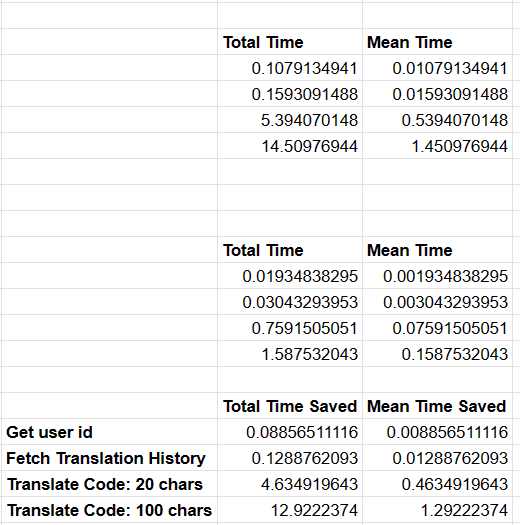 Total Time Mean Time
0.1079134941 0.01079134941
0.1593091488 0.01593091488
5.394070148 0.5394070148
14.50976944 1.450976944
Total Time Mean Time
0.01934838295 0.001934838295
0.03043293953 0.003043293953
0.7591505051 0.07591505051
1.587532043 0.1587532043
Total Time Saved Mean Time Saved
Get user id 0.08856511116 0.008856511116
Fetch Translation History 0.1288762093 0.01288762093
Translate Code: 20 chars 4.634919643 0.4634919643
Translate Code: 100 chars 12.9222374 1.29222374